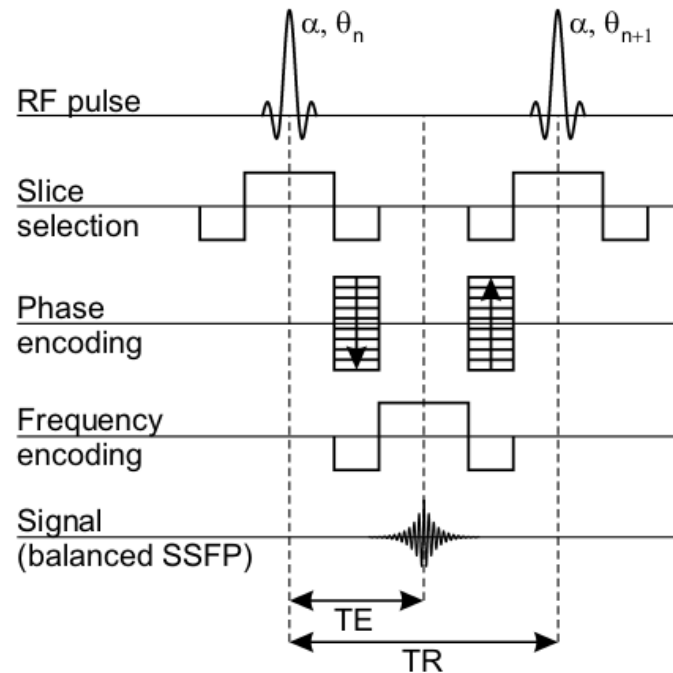 α, θn
α, θn+1
RF pulse
Slice
selection
Phase
encoding
Frequency
encoding
Signal
(balanced SSFP)
TE
TR